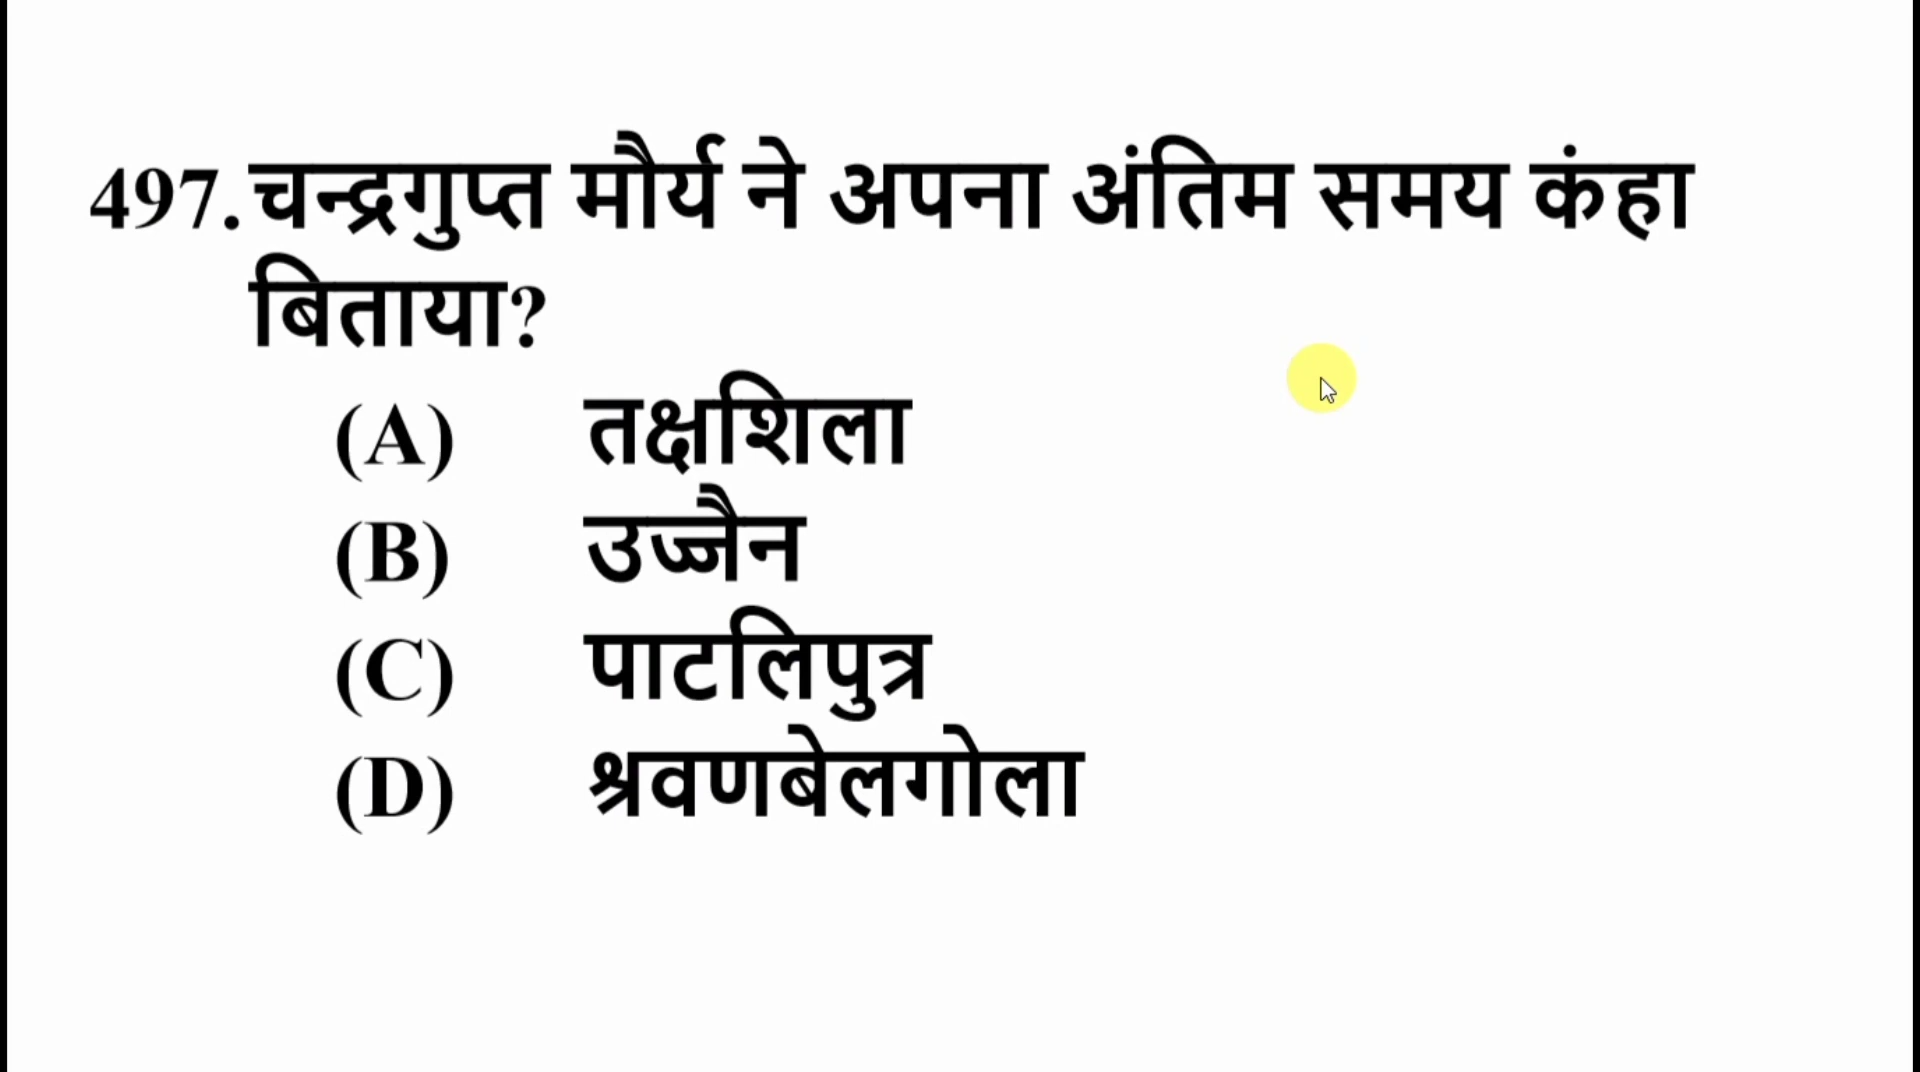 497. चन्द्रगुप्त मौर्य ने अपना अंतिम समय कंहा
बिताया?
(A) तक्षशिला
(B) उज्जैन
(C) पाटलिपुत्र
(D) श्रवणबेलगोला